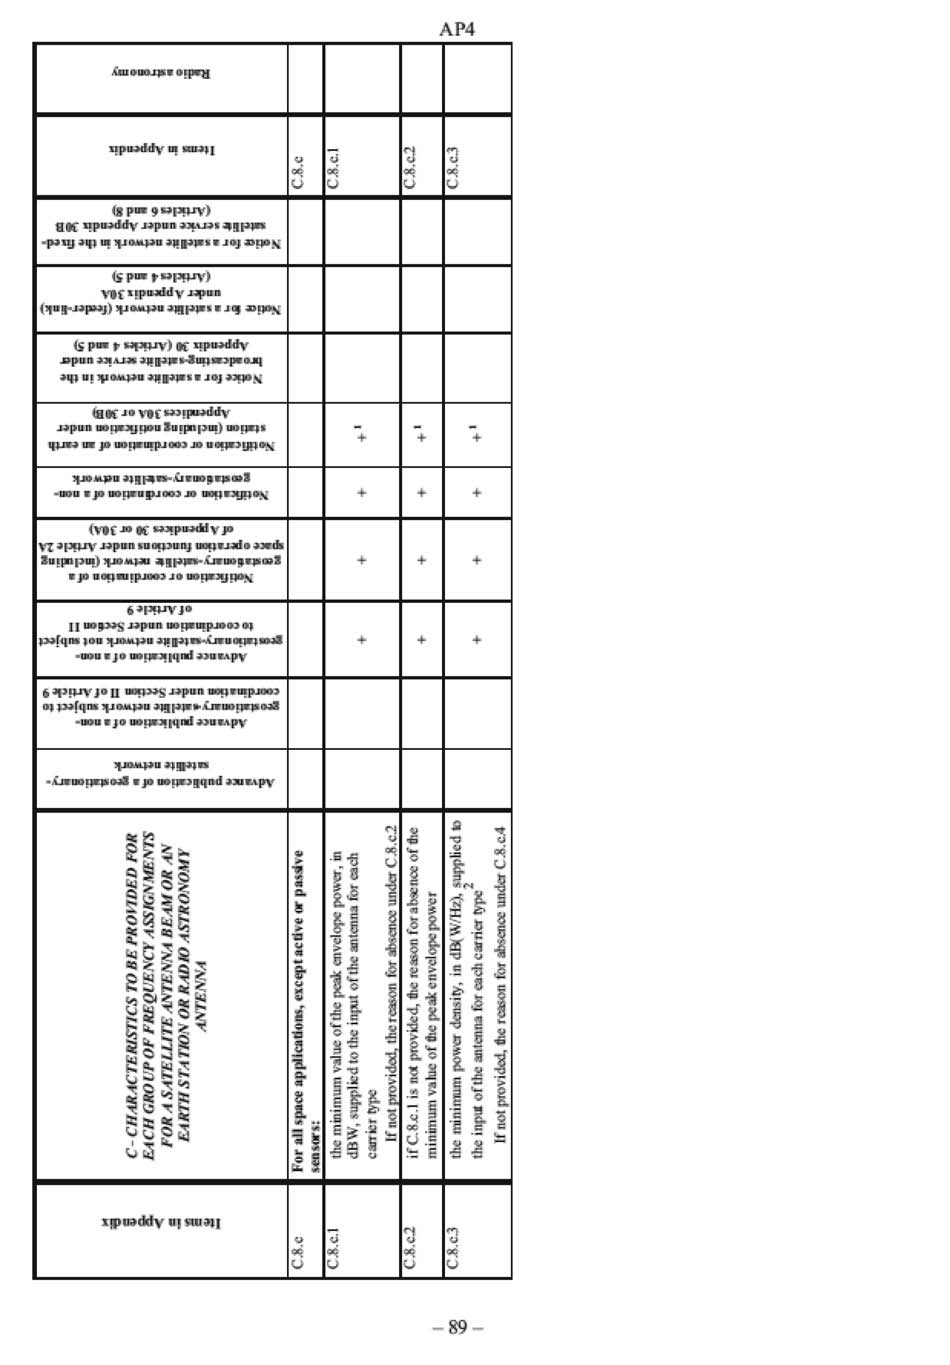 AP4
Items in Appendix
C - CHARACTERISTICS TO BE PROVIDED FOR
EACH GROUP OF FREQUENCY ASSIGNMENTS
FOR A SATELLITE ANTENNA BEAM OR AN
EARTH STATION OR RADIO ASTRONOMY
ANTENNA
Advance publication of a geostationary-
satellite network
Advance publication of a non-
geostationary-satellite network subject to
coordination under Section II of Article 9
Advance publication of a non-
geostationary-satellite network not subject
to coordination under Section II
of Article 9
Notification or coordination of a
geostationary-satellite network (including
space operation functions under Article 2A
of Appendices 30 or 30A)
Notification or coordination of a non-
geostationary-satellite network
Notification or coordination of an earth
station (including notification under
Appendices 30A or 30B)
Notice for a satellite network in the
broadcasting-satellite service under
Appendix 30 (Articles 4 and 5)
Notice for a satellite network (feeder-link)
under Appendix 30A
(Articles 4 and 5)
Notice for a satellite network in the fixed-
satellite service under Appendix 30B
(Articles 6 and 8)
Items in Appendix
Radio astronomy
C.8.c
For all space applications, except active or passive
sensors:
C.8.c
C.8.c.1
the minimum value of the peak envelope power, in
dBW, supplied to the input of the antenna for each
carrier type
If not provided, the reason for absence under C.8.c.2
+
+
+
+1
C.8.c.1
C.8.c.2
if C.8.c.1 is not provided, the reason for absence of the
minimum value of the peak envelope power
+
+
+
+1
C.8.c.2
C.8.c.3
the minimum power density, in dB(W/Hz), supplied to
the input of the antenna for each carrier type 2
If not provided, the reason for absence under C.8.c.4
+
+
+
+1
C.8.c.3
– 89 –